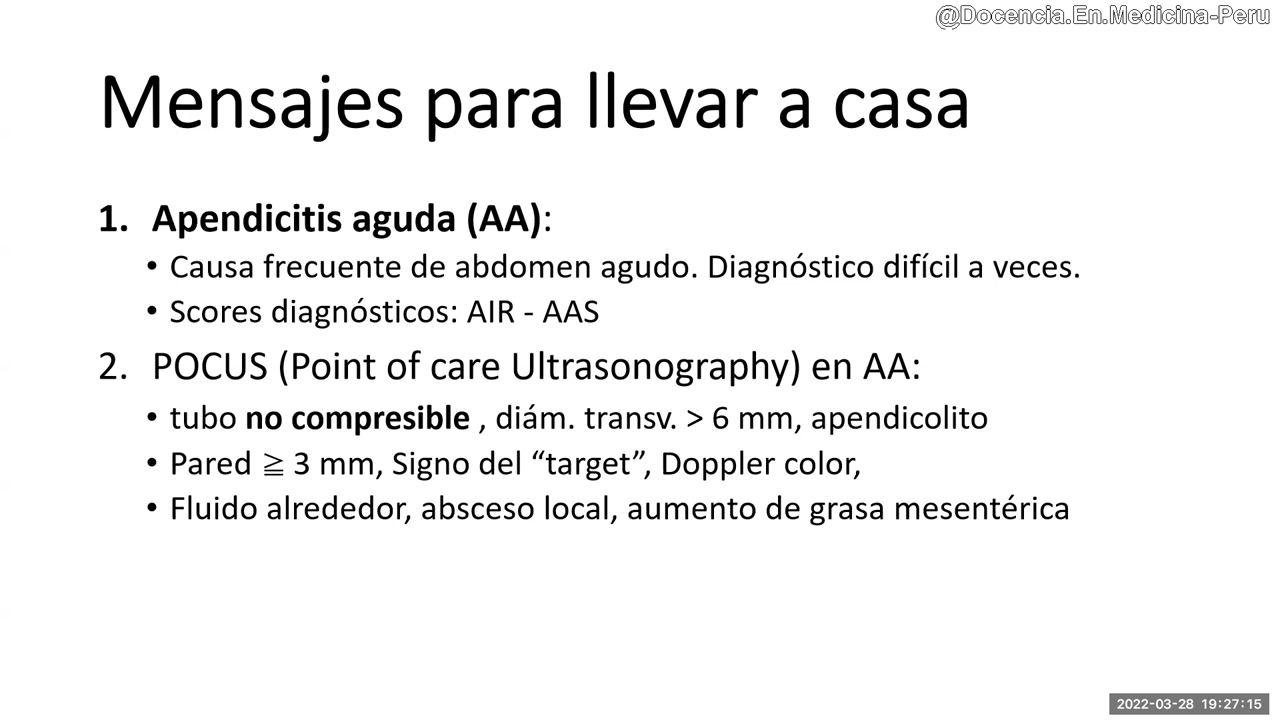 @Docencia.En.Medicina-Peru
Mensajes para llevar a casa
1. Apendicitis aguda (AA):
• Causa frecuente de abdomen agudo. Diagnóstico difícil a veces.
• Scores diagnósticos: AIR - AAS
2. POCUS (Point of care Ultrasonography) en AA:
• tubo no compresible , diám. transv. > 6 mm, apendicolito
• Pared ≧ 3 mm, Signo del “target”, Doppler color,
• Fluido alrededor, absceso local, aumento de grasa mesentérica
2022-03-28 19:27:15